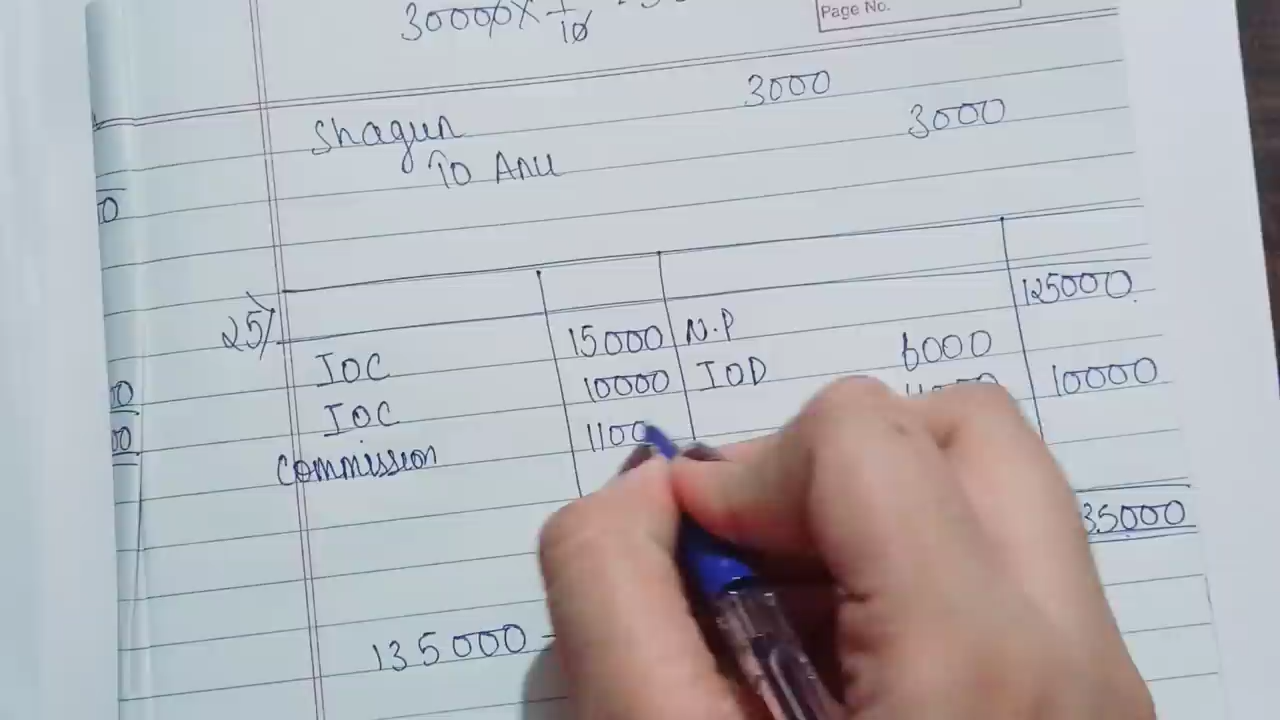 30000 x 1/10
Page No.
Shagun 3000
To Anu 3000
25%
125000
IOC 15000 N.P
IOC 10000 IOD 6000 10000
Commission 1100
35000
135000 -